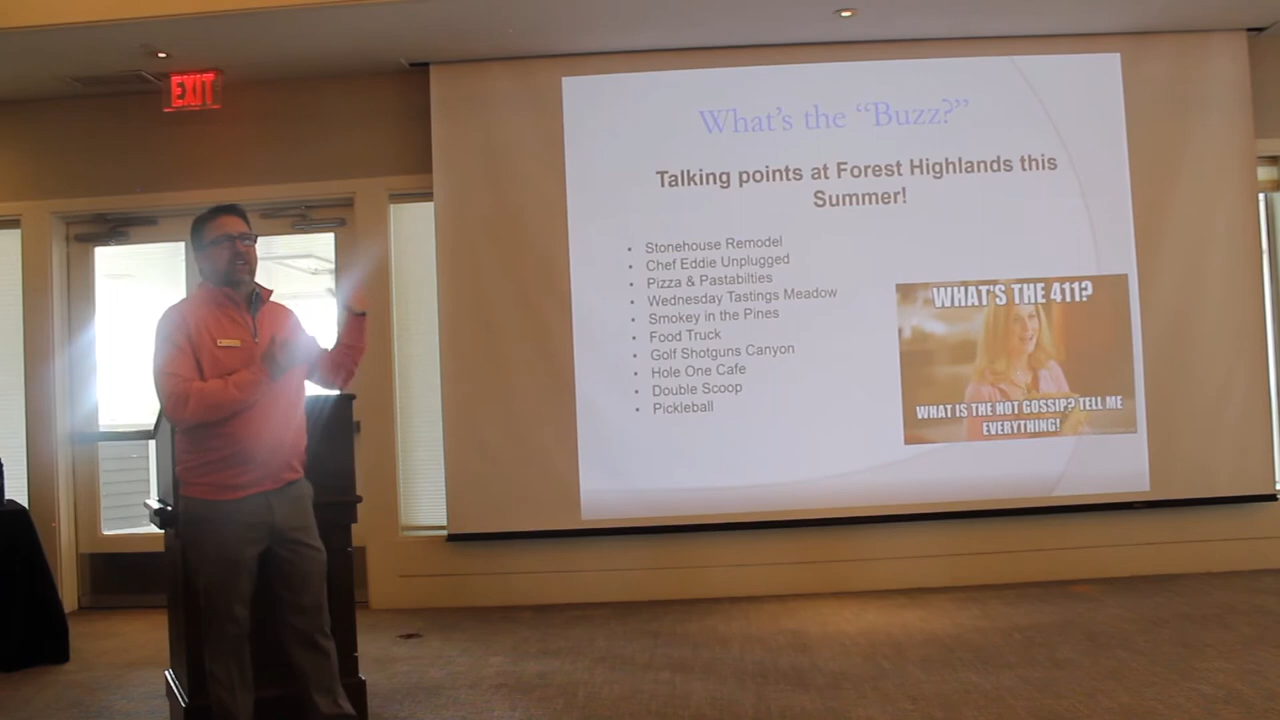 EXIT
What's the “Buzz?”
Talking points at Forest Highlands this
Summer!
• Stonehouse Remodel
• Chef Eddie Unplugged
• Pizza & Pastabilties
• Wednesday Tastings Meadow
• Smokey in the Pines
• Food Truck
• Golf Shotguns Canyon
• Hole One Cafe
• Double Scoop
• Pickleball
WHAT'S THE 411?
WHAT IS THE HOT GOSSIP? TELL ME
EVERYTHING!